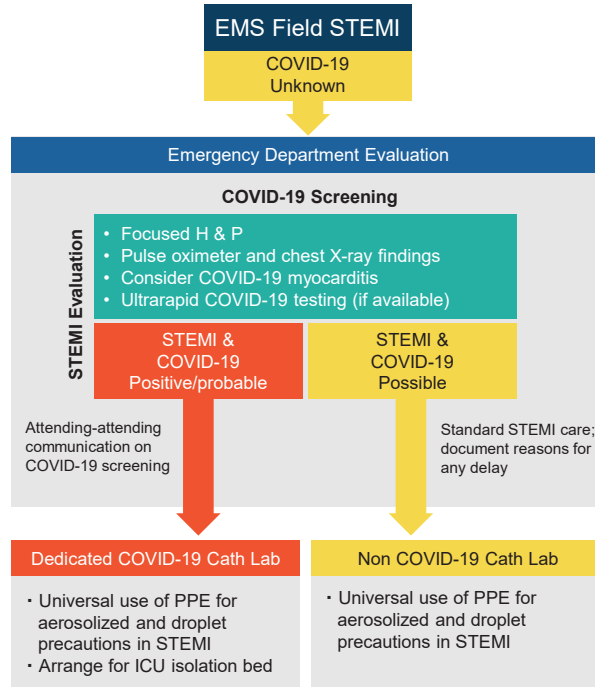 EMS Field STEMI
COVID-19
Unknown
Emergency Department Evaluation
COVID-19 Screening
STEMI Evaluation
• Focused H & P
• Pulse oximeter and chest X-ray findings
• Consider COVID-19 myocarditis
• Ultrarapid COVID-19 testing (if available)
STEMI &
COVID-19
Positive/probable
STEMI &
COVID-19
Possible
Attending-attending
communication on
COVID-19 screening
Standard STEMI care;
document reasons for
any delay
Dedicated COVID-19 Cath Lab
· Universal use of PPE for
aerosolized and droplet
precautions in STEMI
· Arrange for ICU isolation bed
Non COVID-19 Cath Lab
· Universal use of PPE for
aerosolized and droplet
precautions in STEMI